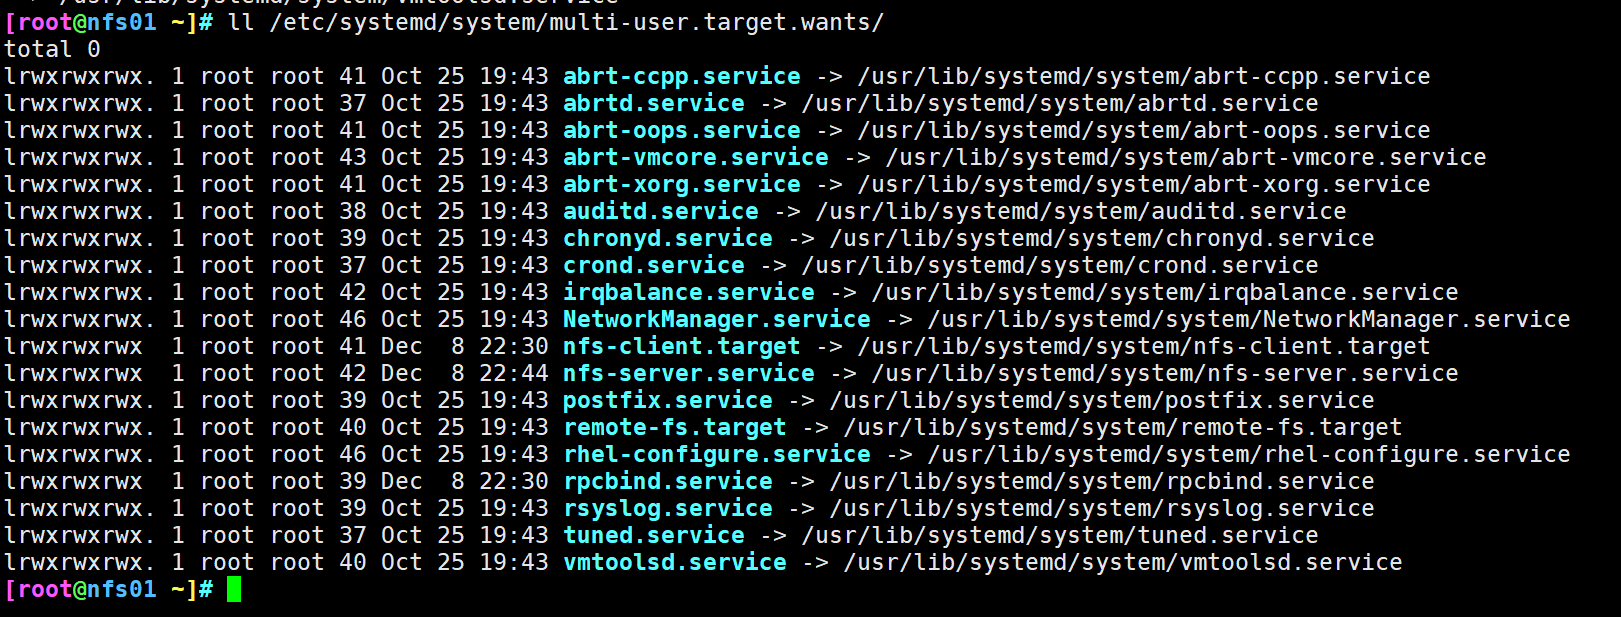 -> /usr/lib/systemd/system/vmtoolsd.service
[root@nfs01 ~]# ll /etc/systemd/system/multi-user.target.wants/
total 0
lrwxrwxrwx. 1 root root 41 Oct 25 19:43 abrt-ccpp.service -> /usr/lib/systemd/system/abrt-ccpp.service
lrwxrwxrwx. 1 root root 37 Oct 25 19:43 abrtd.service -> /usr/lib/systemd/system/abrtd.service
lrwxrwxrwx. 1 root root 41 Oct 25 19:43 abrt-oops.service -> /usr/lib/systemd/system/abrt-oops.service
lrwxrwxrwx. 1 root root 43 Oct 25 19:43 abrt-vmcore.service -> /usr/lib/systemd/system/abrt-vmcore.service
lrwxrwxrwx. 1 root root 41 Oct 25 19:43 abrt-xorg.service -> /usr/lib/systemd/system/abrt-xorg.service
lrwxrwxrwx. 1 root root 38 Oct 25 19:43 auditd.service -> /usr/lib/systemd/system/auditd.service
lrwxrwxrwx. 1 root root 39 Oct 25 19:43 chronyd.service -> /usr/lib/systemd/system/chronyd.service
lrwxrwxrwx. 1 root root 37 Oct 25 19:43 crond.service -> /usr/lib/systemd/system/crond.service
lrwxrwxrwx. 1 root root 42 Oct 25 19:43 irqbalance.service -> /usr/lib/systemd/system/irqbalance.service
lrwxrwxrwx. 1 root root 46 Oct 25 19:43 NetworkManager.service -> /usr/lib/systemd/system/NetworkManager.service
lrwxrwxrwx  1 root root 41 Dec  8 22:30 nfs-client.target -> /usr/lib/systemd/system/nfs-client.target
lrwxrwxrwx  1 root root 42 Dec  8 22:44 nfs-server.service -> /usr/lib/systemd/system/nfs-server.service
lrwxrwxrwx. 1 root root 39 Oct 25 19:43 postfix.service -> /usr/lib/systemd/system/postfix.service
lrwxrwxrwx. 1 root root 40 Oct 25 19:43 remote-fs.target -> /usr/lib/systemd/system/remote-fs.target
lrwxrwxrwx. 1 root root 46 Oct 25 19:43 rhel-configure.service -> /usr/lib/systemd/system/rhel-configure.service
lrwxrwxrwx  1 root root 39 Dec  8 22:30 rpcbind.service -> /usr/lib/systemd/system/rpcbind.service
lrwxrwxrwx. 1 root root 39 Oct 25 19:43 rsyslog.service -> /usr/lib/systemd/system/rsyslog.service
lrwxrwxrwx. 1 root root 37 Oct 25 19:43 tuned.service -> /usr/lib/systemd/system/tuned.service
lrwxrwxrwx. 1 root root 40 Oct 25 19:43 vmtoolsd.service -> /usr/lib/systemd/system/vmtoolsd.service
[root@nfs01 ~]#